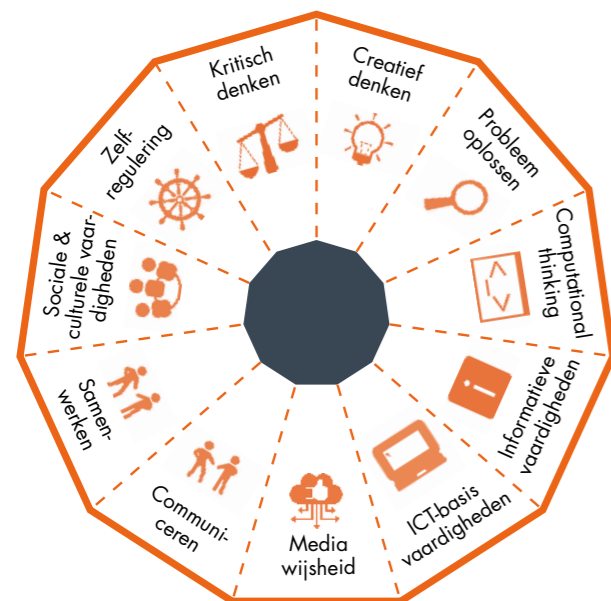 Kritisch
denken
Creatief
denken
Probleem
oplossen
Computational
thinking
Informatieve
vaardigheden
ICT-basis
vaardigheden
Media
wijsheid
Communi-
ceren
Samen-
werken
Sociale &
culturele vaar-
digheden
Zelf-
regulering